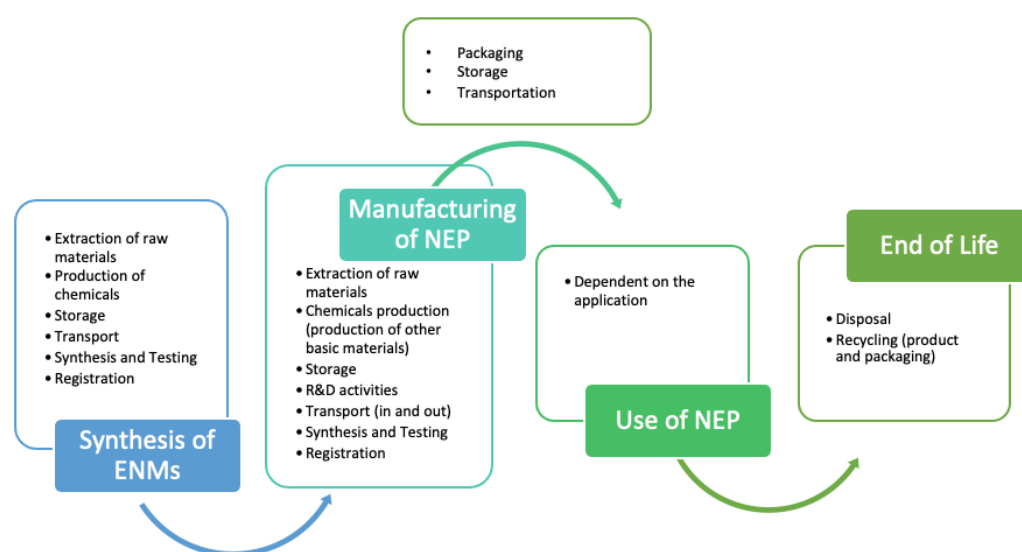 • Packaging
• Storage
• Transportation
• Extraction of raw
materials
• Production of
chemicals
• Storage
• Transport
• Synthesis and Testing
• Registration
Synthesis of
ENMs
Manufacturing
of NEP
• Extraction of raw
materials
• Chemicals production
(production of other
basic materials)
• Storage
• R&D activities
• Transport (in and out)
• Synthesis and Testing
• Registration
• Dependent on the
application
Use of NEP
End of Life
• Disposal
• Recycling (product
and packaging)